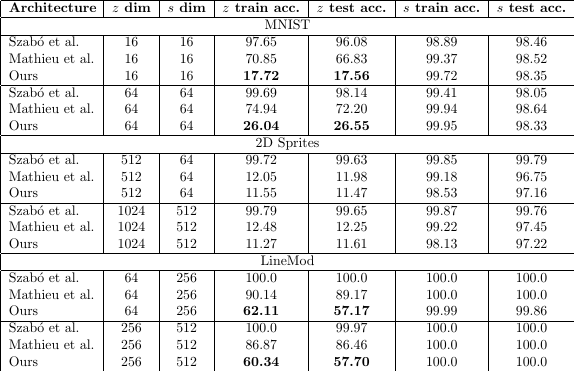 Architecture z dim s dim z train acc. z test acc. s train acc. s test acc.
MNIST
Szabó et al. 16 16 97.65 96.08 98.89 98.46
Mathieu et al. 16 16 70.85 66.83 99.37 98.52
Ours 16 16 17.72 17.56 99.72 98.35
Szabó et al. 64 64 99.69 98.14 99.41 98.05
Mathieu et al. 64 64 74.94 72.20 99.94 98.64
Ours 64 64 26.04 26.55 99.95 98.33
2D Sprites
Szabó et al. 512 64 99.72 99.63 99.85 99.79
Mathieu et al. 512 64 12.05 11.98 99.18 96.75
Ours 512 64 11.55 11.47 98.53 97.16
Szabó et al. 1024 512 99.79 99.65 99.87 99.76
Mathieu et al. 1024 512 12.48 12.25 99.22 97.45
Ours 1024 512 11.27 11.61 98.13 97.22
LineMod
Szabó et al. 64 256 100.0 100.0 100.0 100.0
Mathieu et al. 64 256 90.14 89.17 100.0 100.0
Ours 64 256 62.11 57.17 99.99 99.86
Szabó et al. 256 512 100.0 99.97 100.0 100.0
Mathieu et al. 256 512 86.87 86.46 100.0 100.0
Ours 256 512 60.34 57.70 100.0 100.0